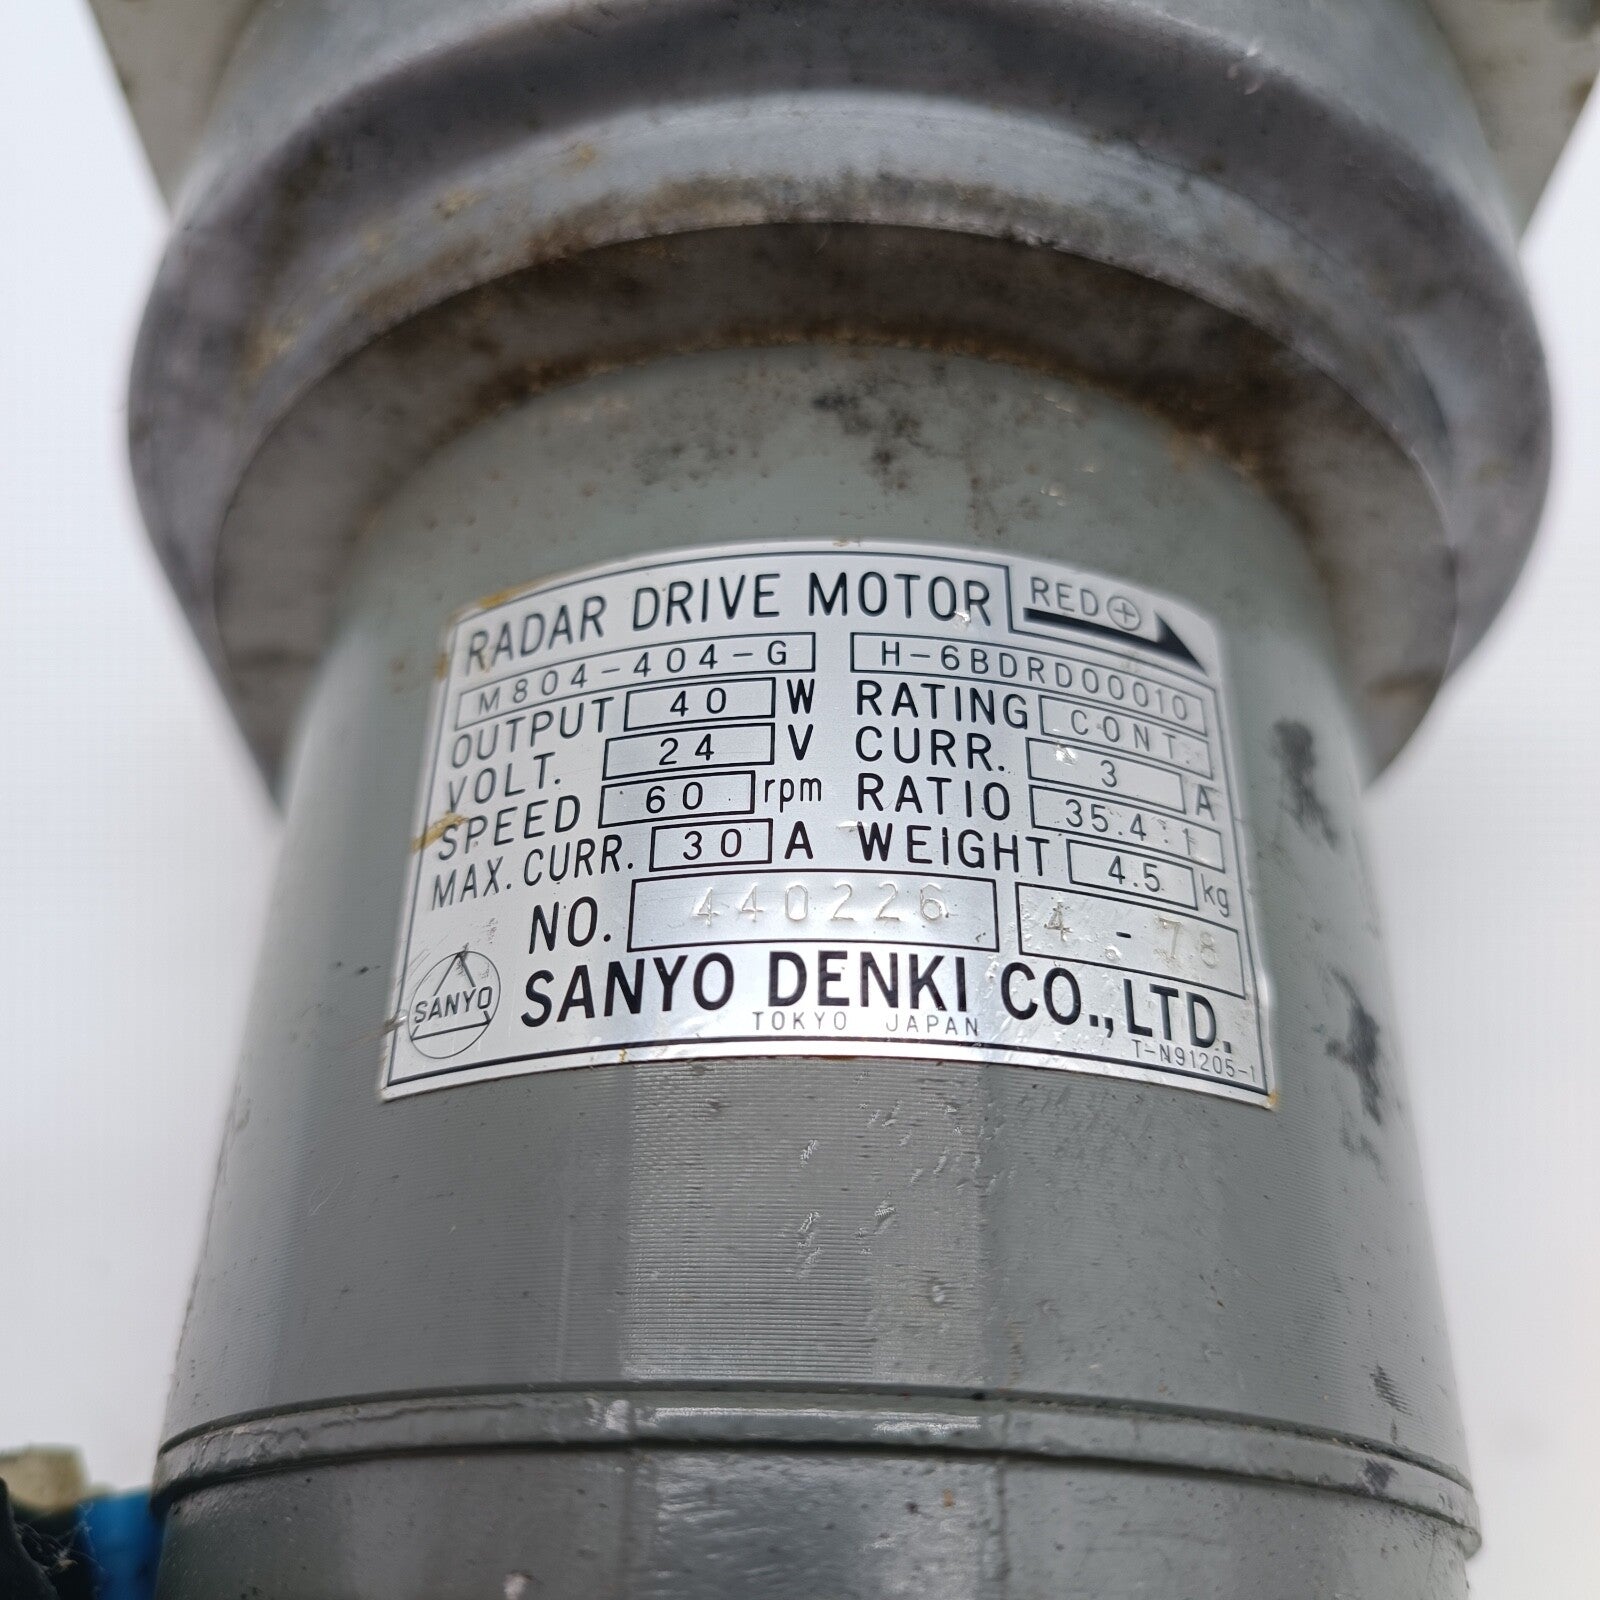 RADAR DRIVE MOTOR RED⊕
M804-404-G H-6BDRD00010
OUTPUT 40 W RATING CONT.
VOLT. 24 V CURR. 3 A
SPEED 60 rpm RATIO 35.4:1
MAX. CURR. 30 A WEIGHT 4.5 kg
NO. 440226 4-78
SANYO SANYO DENKI CO., LTD.
TOKYO JAPAN
T-N91205-1